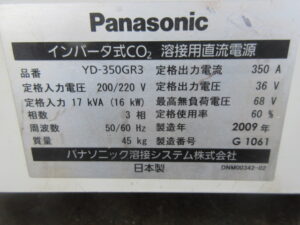 Panasonic
インバータ式CO₂ 溶接用直流電源
品番 YD-350GR3 定格出力電流 350 A
定格入力電圧 200/220 V 定格出力電圧 36 V
定格入力 17 kVA (16 kW) 最高無負荷電圧 68 V
相数 3 相 定格使用率 60 %
周波数 50/60 Hz 製造年 2009 年
質量 45 kg 製造番号 G 1061
パナソニック溶接システム株式会社
日本製 DNM00342-02